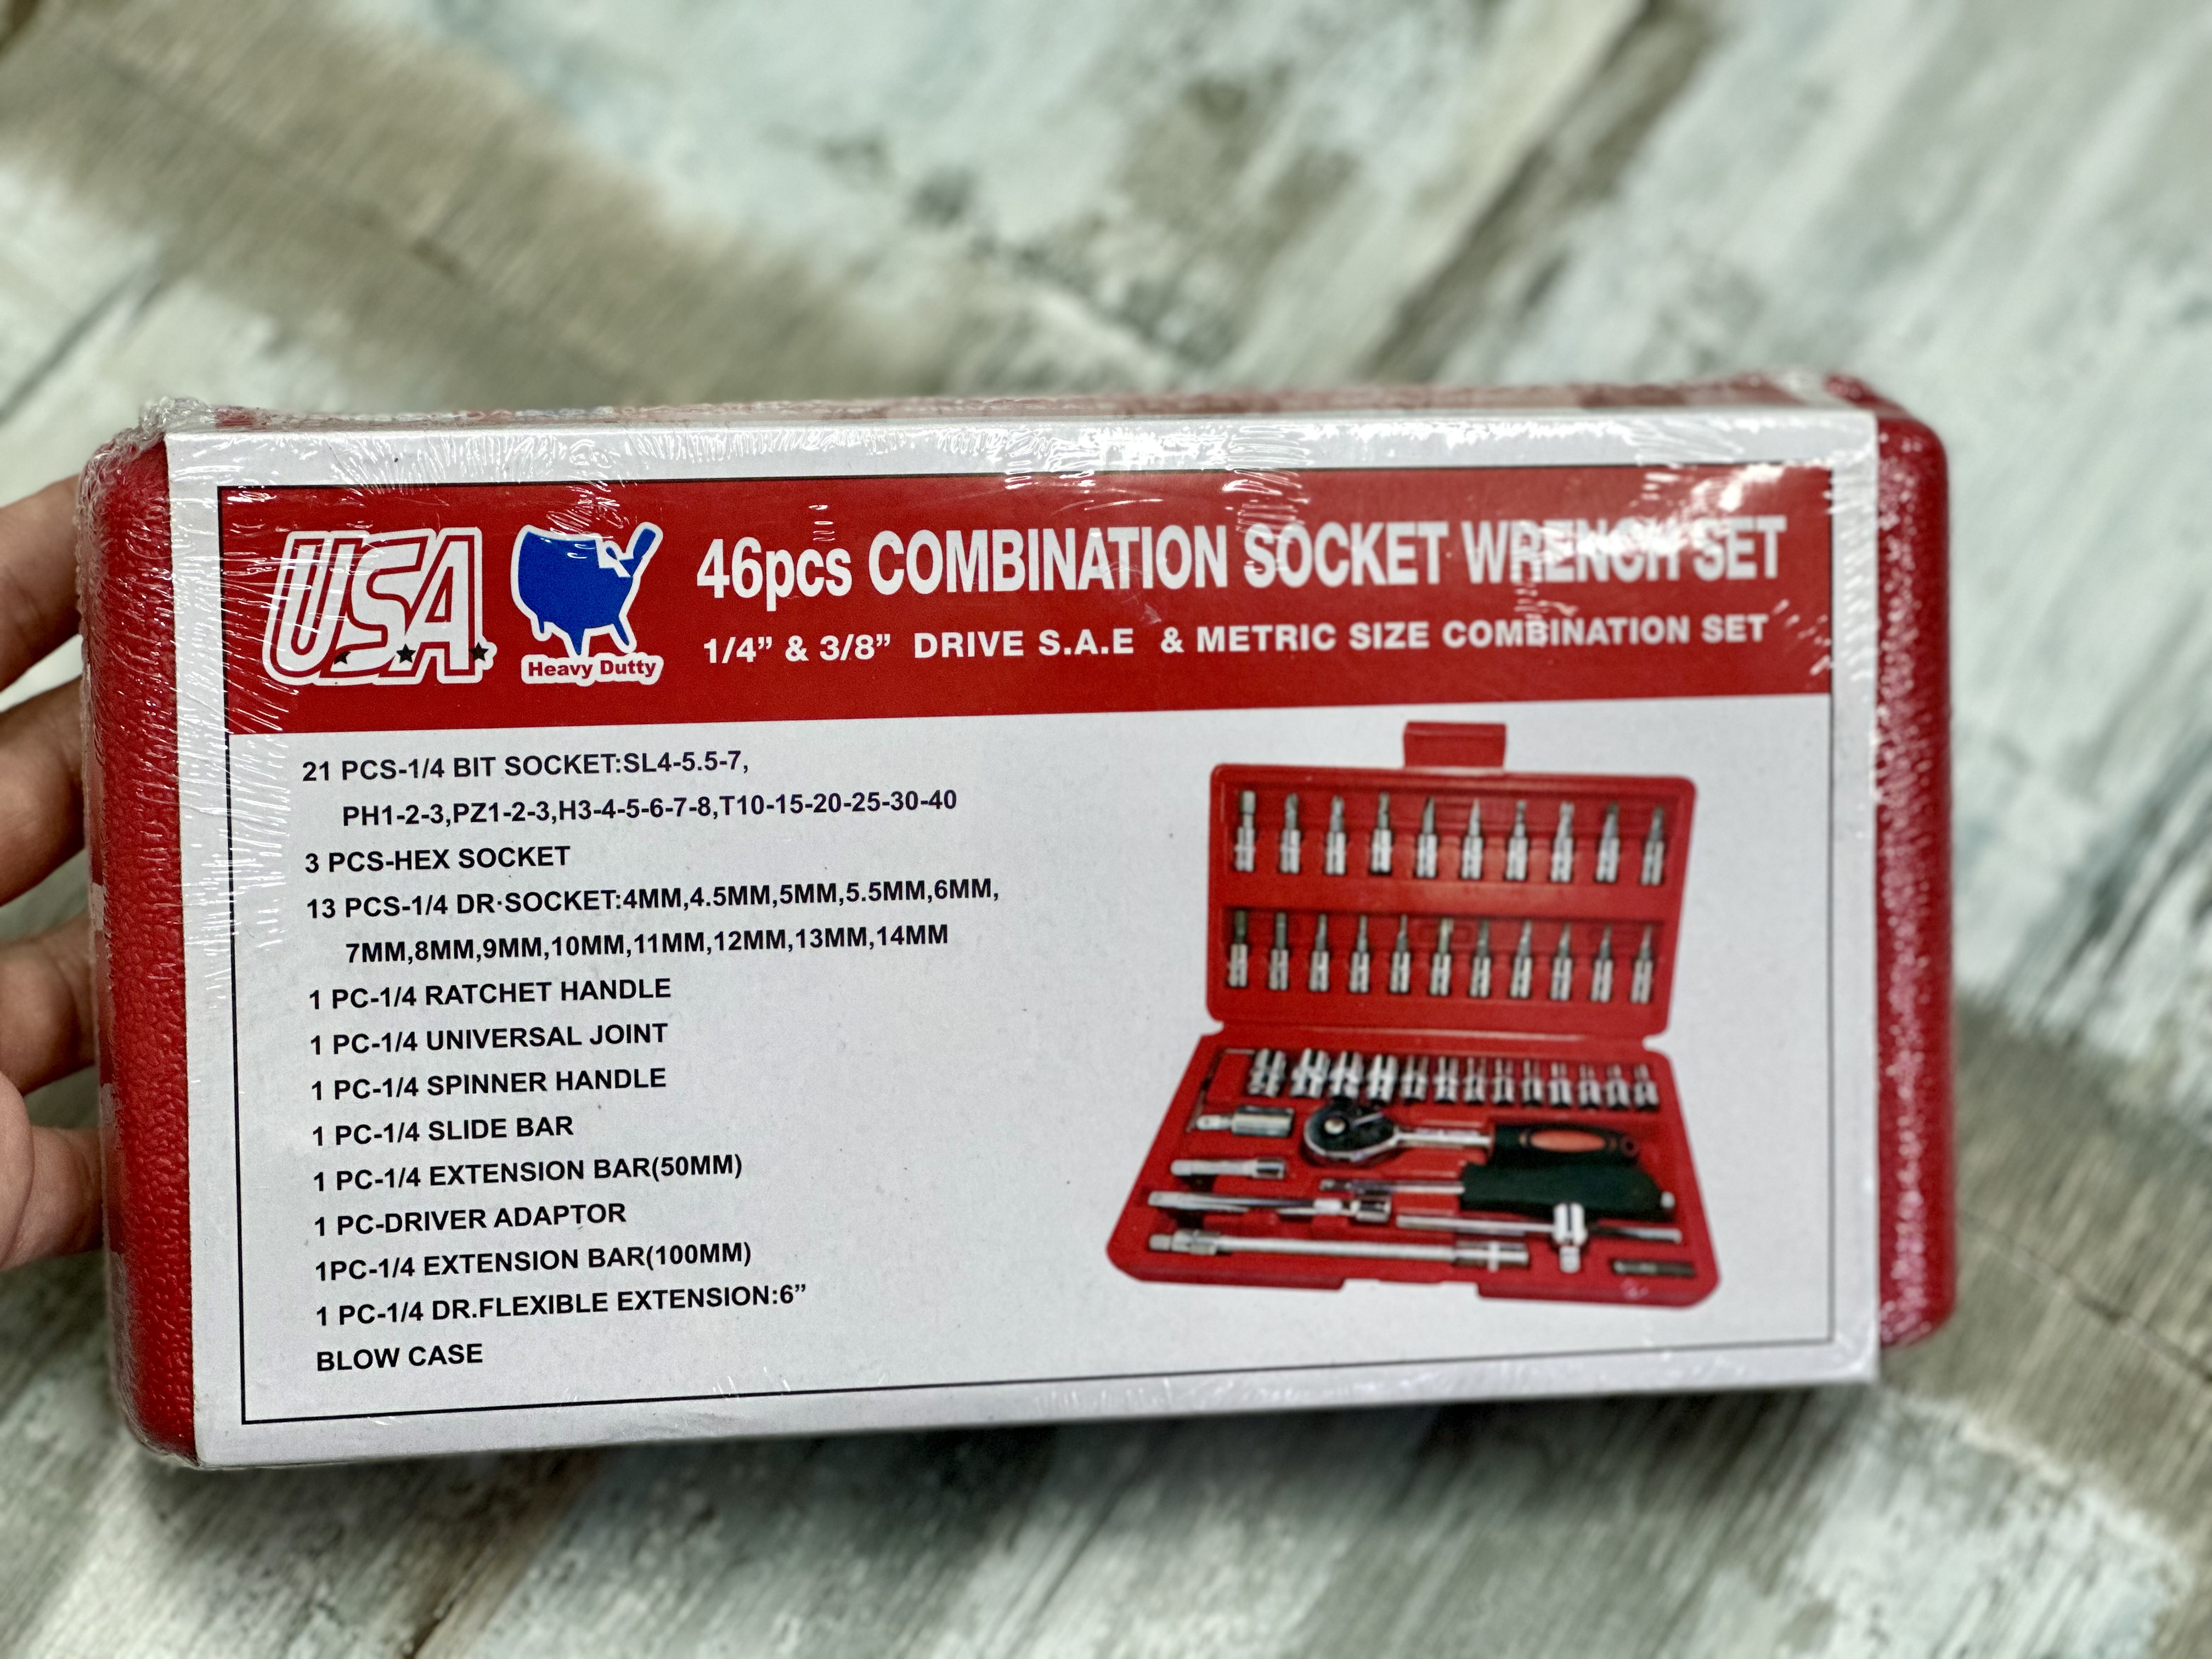 USA
Heavy Dutty
46pcs COMBINATION SOCKET WRENCH SET
1/4” & 3/8” DRIVE S.A.E & METRIC SIZE COMBINATION SET
21 PCS-1/4 BIT SOCKET:SL4-5.5-7,
PH1-2-3,PZ1-2-3,H3-4-5-6-7-8,T10-15-20-25-30-40
3 PCS-HEX SOCKET
13 PCS-1/4 DR·SOCKET:4MM,4.5MM,5MM,5.5MM,6MM,
7MM,8MM,9MM,10MM,11MM,12MM,13MM,14MM
1 PC-1/4 RATCHET HANDLE
1 PC-1/4 UNIVERSAL JOINT
1 PC-1/4 SPINNER HANDLE
1 PC-1/4 SLIDE BAR
1 PC-1/4 EXTENSION BAR(50MM)
1 PC-DRIVER ADAPTOR
1PC-1/4 EXTENSION BAR(100MM)
1 PC-1/4 DR.FLEXIBLE EXTENSION:6”
BLOW CASE